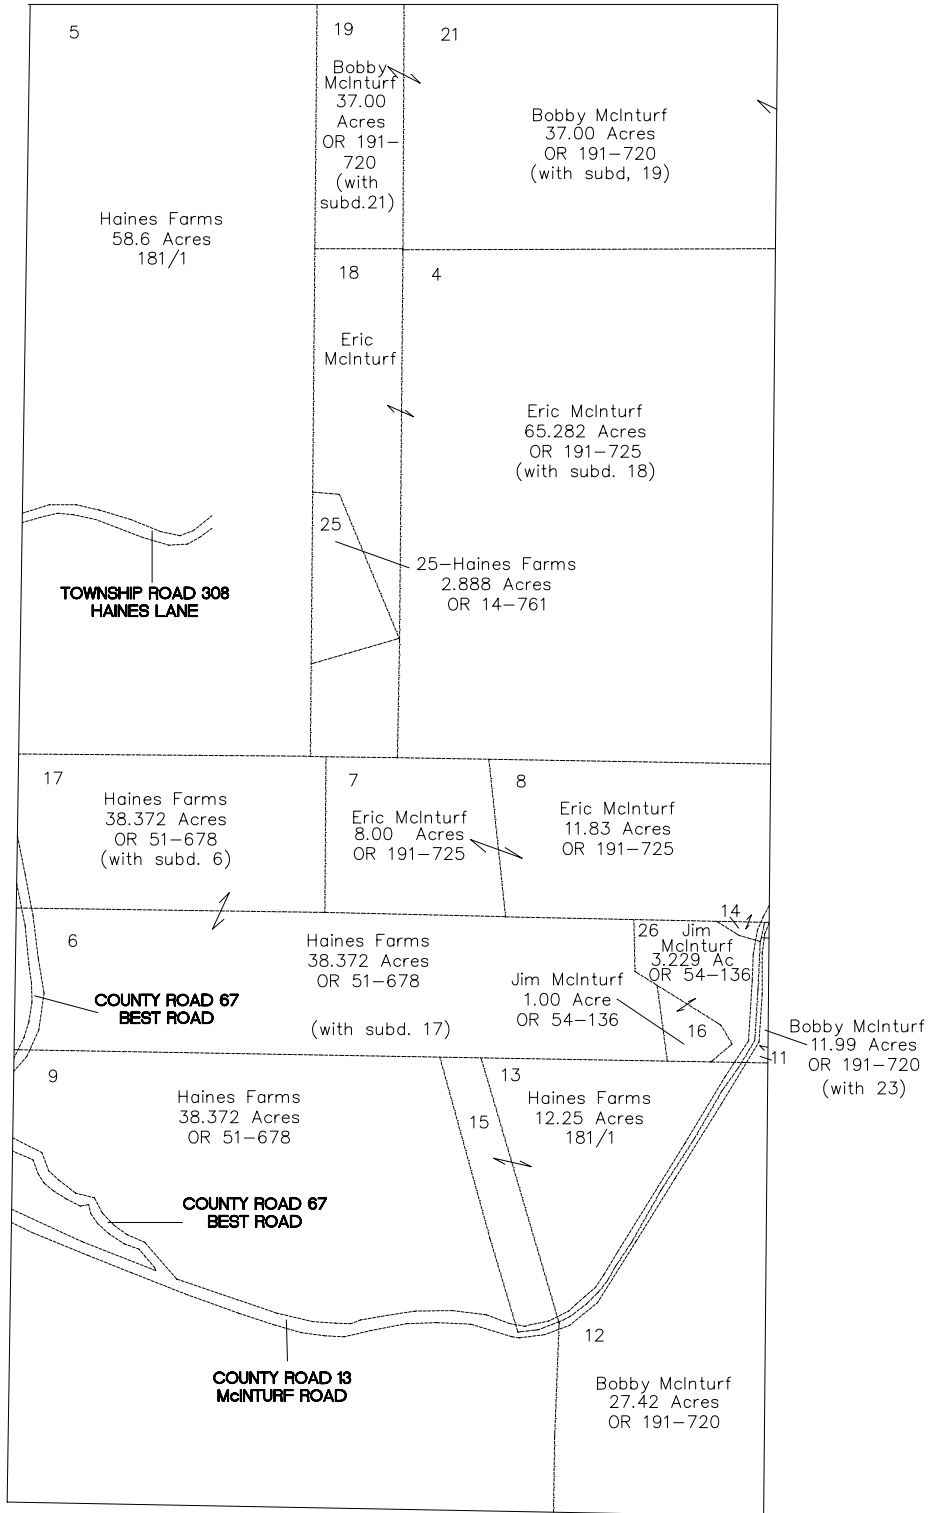 5
19
21
Bobby
McInturf
37.00
Acres
OR 191-
720
(with
subd.21)
Bobby McInturf
37.00 Acres
OR 191-720
(with subd, 19)
Haines Farms
58.6 Acres
181/1
18
4
Eric
McInturf
Eric McInturf
65.282 Acres
OR 191-725
(with subd. 18)
25
25-Haines Farms
2.888 Acres
OR 14-761
TOWNSHIP ROAD 308
HAINES LANE
17
7
8
Haines Farms
38.372 Acres
OR 51-678
(with subd. 6)
Eric McInturf
8.00 Acres
OR 191-725
Eric McInturf
11.83 Acres
OR 191-725
14
6
Haines Farms
38.372 Acres
OR 51-678
(with subd. 17)
26
Jim
McInturf
3.229 Ac
OR 54-136
Jim McInturf
1.00 Acre
OR 54-136
16
COUNTY ROAD 67
BEST ROAD
Bobby McInturf
11.99 Acres
OR 191-720
(with 23)
11
9
13
Haines Farms
38.372 Acres
OR 51-678
15
Haines Farms
12.25 Acres
181/1
COUNTY ROAD 67
BEST ROAD
12
COUNTY ROAD 13
McINTURF ROAD
Bobby McInturf
27.42 Acres
OR 191-720